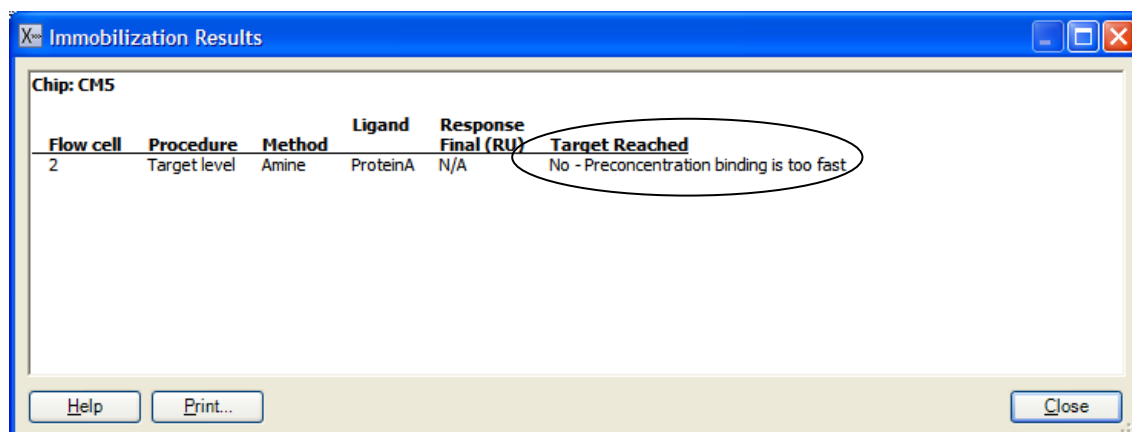 Immobilization Results
Chip: CM5
Flow cell Procedure Method Ligand Response Final (RU) Target Reached
2 Target level Amine ProteinA N/A No - Preconcentration binding is too fast
Help Print... Close